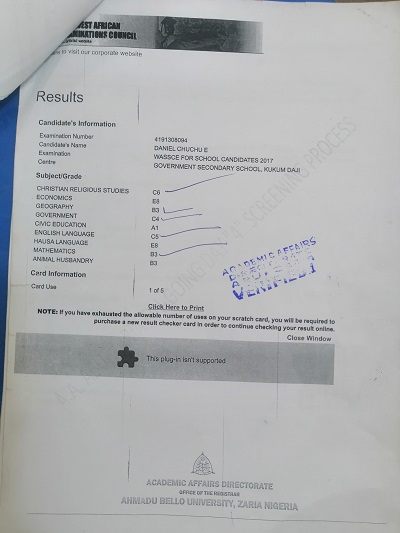 EST AFRICAN
AMINATIONS COUNCIL
to visit our corporate website
Results
Candidate's Information
Examination Number 4191308094
Candidate's Name DANIEL CHUCHU E
Examination WASSCE FOR SCHOOL CANDIDATES 2017
Centre GOVERNMENT SECONDARY SCHOOL, KUKUM DAJI
Subject/Grade
CHRISTIAN RELIGIOUS STUDIES C6
ECONOMICS E8
GEOGRAPHY B3
GOVERNMENT C4
CIVIC EDUCATION A1
ENGLISH LANGUAGE C5
HAUSA LANGUAGE E8
MATHEMATICS B3
ANIMAL HUSBANDRY B3
ACADEMIC AFFAIRS
VERIFIED
Card Information
Card Use 1 of 5
Click Here to Print
NOTE: If you have exhausted the allowable number of uses on your scratch card, you will be required to
purchase a new result checker card in order to continue checking your result online.
Close Window
This plug-in isn't supported
SCREENING PROCESS
ACADEMIC AFFAIRS DIRECTORATE
OFFICE OF THE REGISTRAR
AHMADU BELLO UNIVERSITY, ZARIA NIGERIA